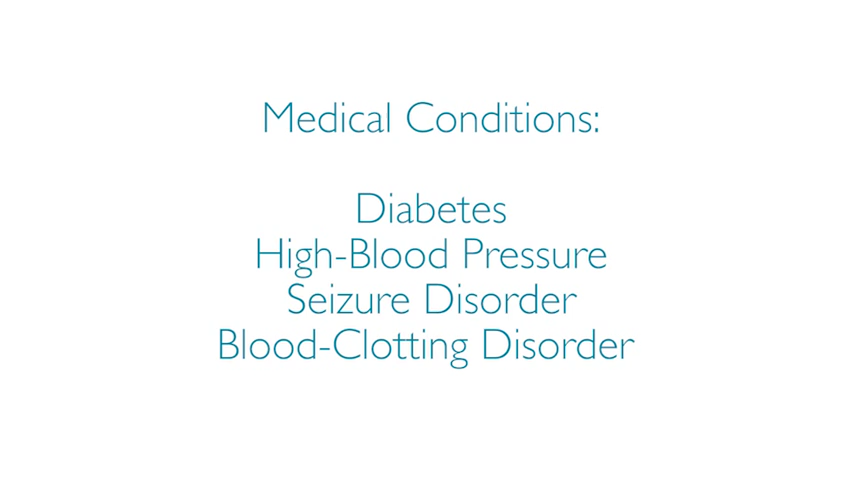 Medical Conditions:
Diabetes
High-Blood Pressure
Seizure Disorder
Blood-Clotting Disorder